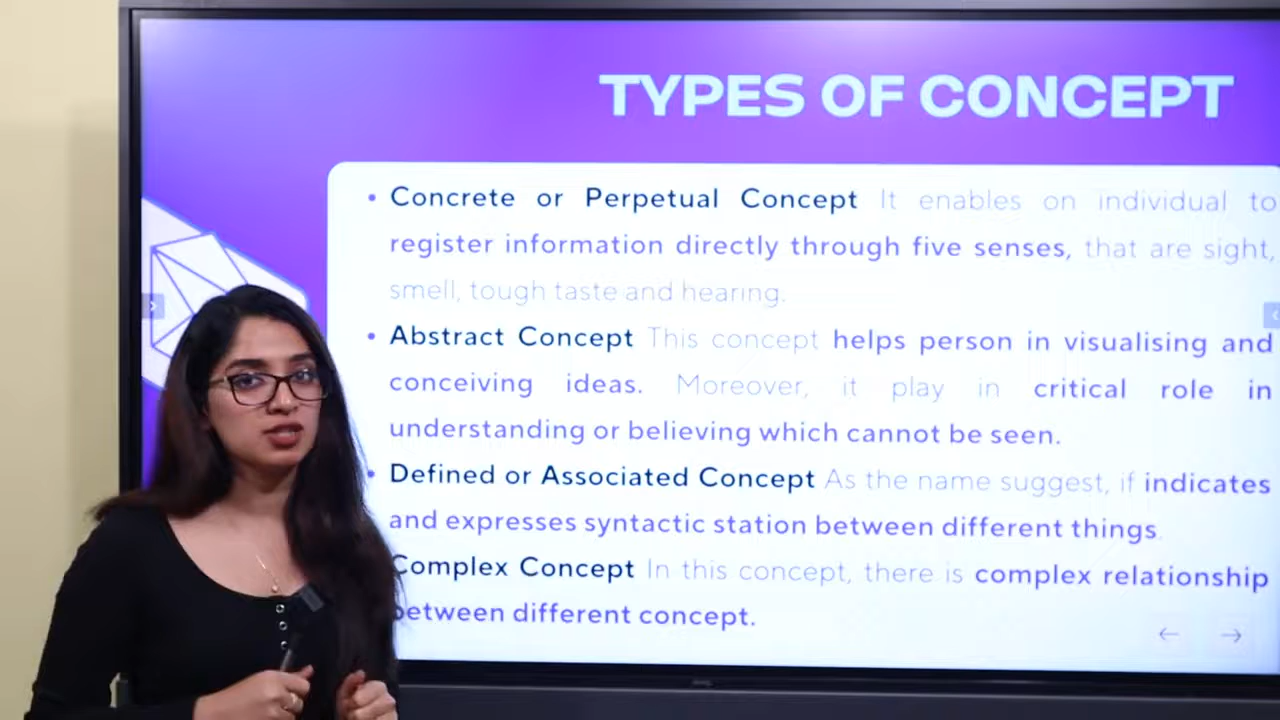 TYPES OF CONCEPT
• Concrete or Perpetual Concept It enables on individual to
register information directly through five senses, that are sight,
smell, tough taste and hearing.
• Abstract Concept This concept helps person in visualising and
conceiving ideas. Moreover, it play in critical role in
understanding or believing which cannot be seen.
• Defined or Associated Concept As the name suggest, if indicates
and expresses syntactic station between different things.
Complex Concept In this concept, there is complex relationship
between different concept.